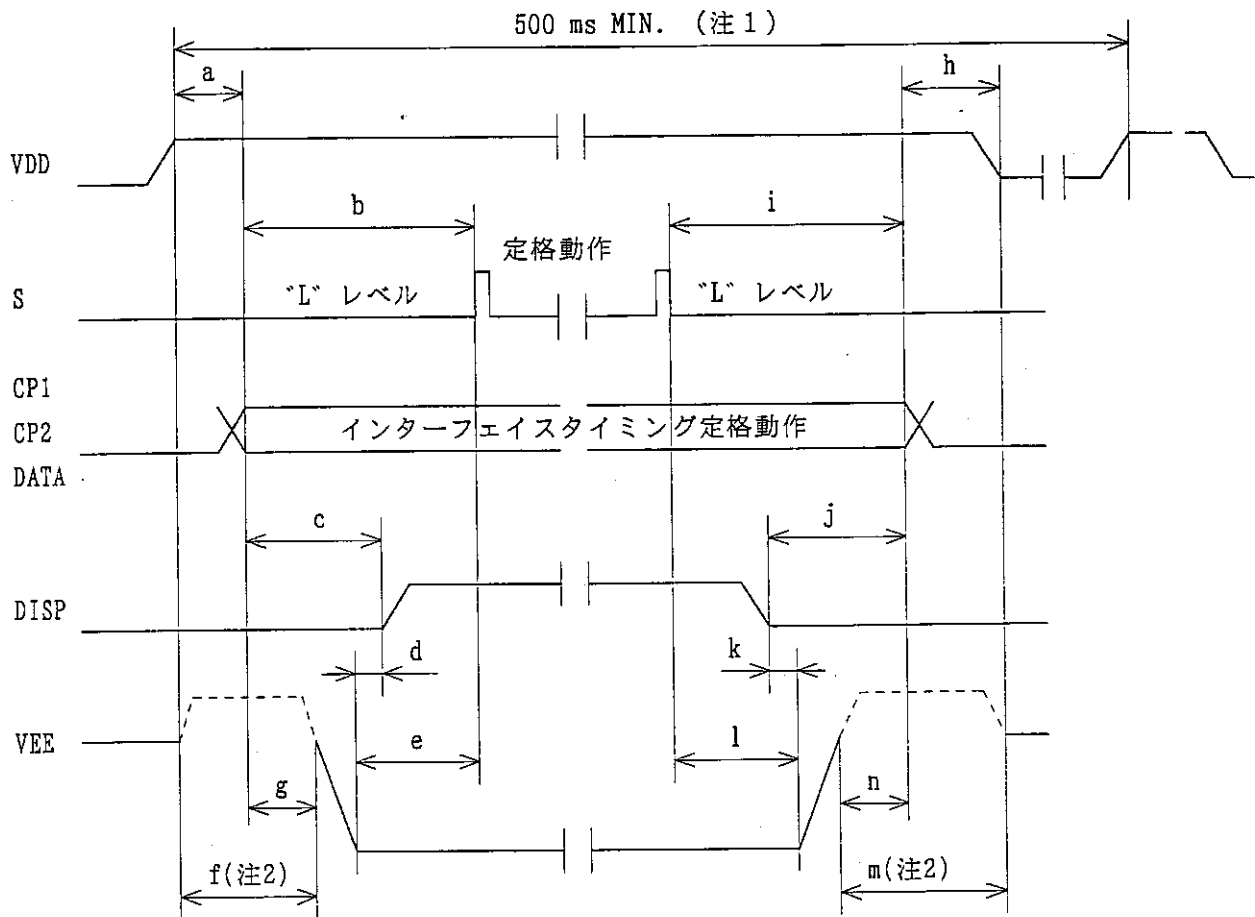 500 ms MIN. (注1)
a
h
VDD
b
i
定格動作
S
"L" レベル
"L" レベル
CP1
CP2
インターフェイスタイミング定格動作
DATA
c
j
DISP
d
k
VEE
e
l
g
n
f(注2)
m(注2)